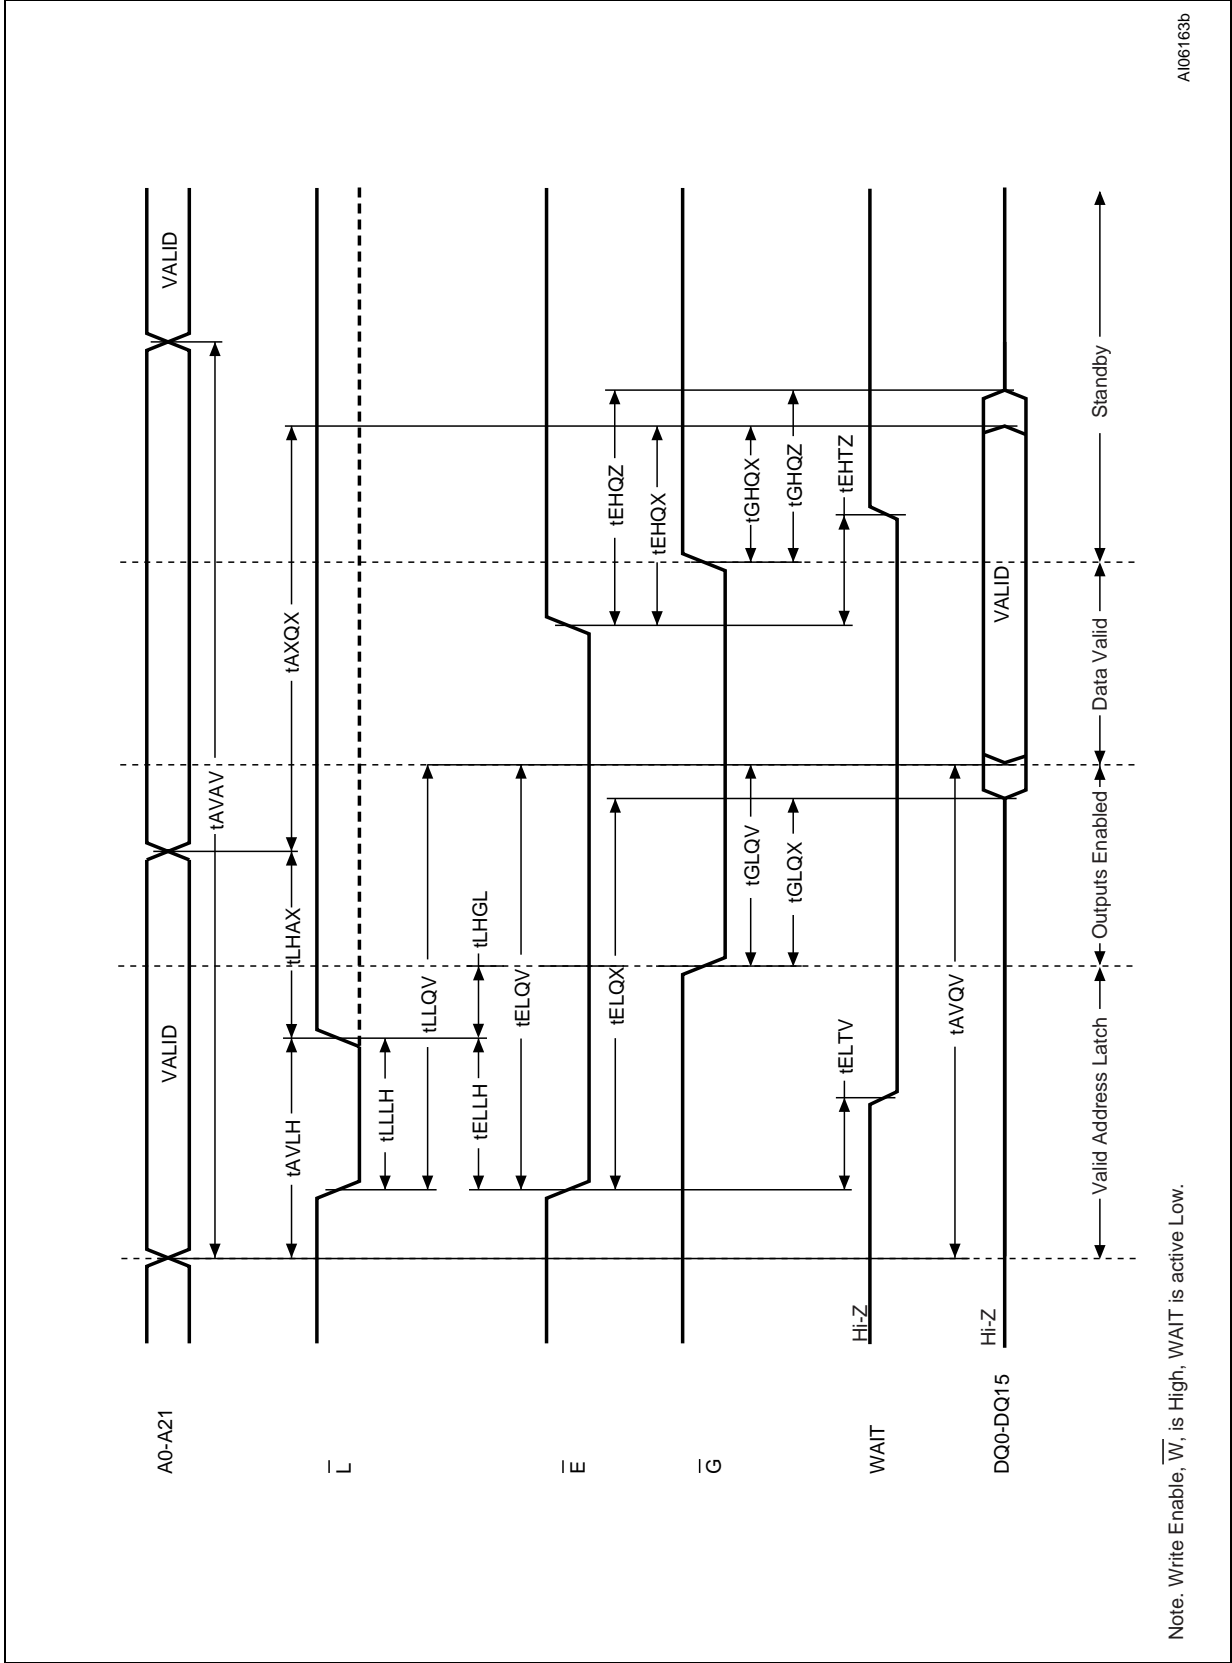 A0-A21
VALID
VALID
tAVAV
tAVLH
tLHAX
tAXQX
L
tLLLH
tLLQV
tELLH
tLHGL
tELQV
E
tELQX
tEHQZ
tEHQX
G
tGLQV
tGHQX
tGLQX
tGHQZ
tELTV
tEHTZ
WAIT
Hi-Z
tAVQV
DQ0-DQ15
Hi-Z
VALID
Valid Address Latch
Outputs Enabled
Data Valid
Standby
Note. Write Enable, W, is High, WAIT is active Low.
AI06163b